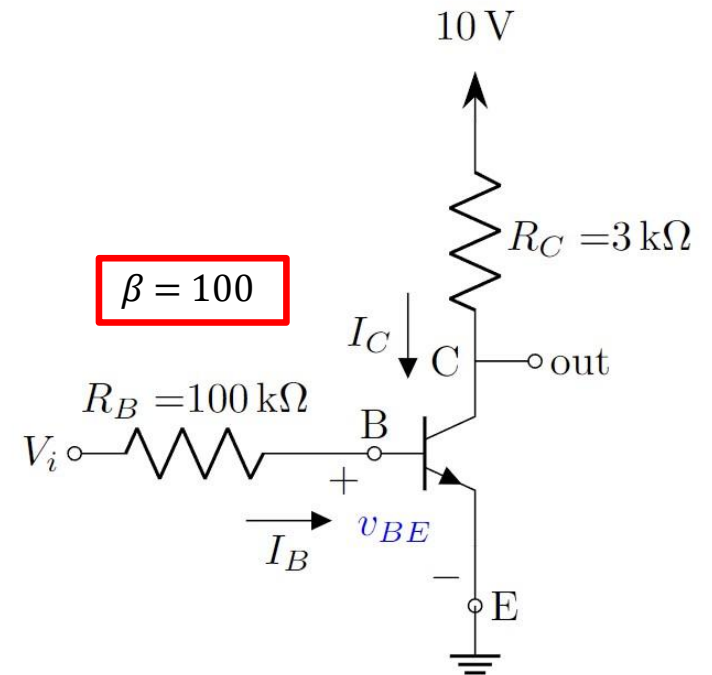 10 V
R_C =3 kΩ
β = 100
I_C
C
out
R_B =100 kΩ
B
V_i
+
v_BE
I_B
−
E